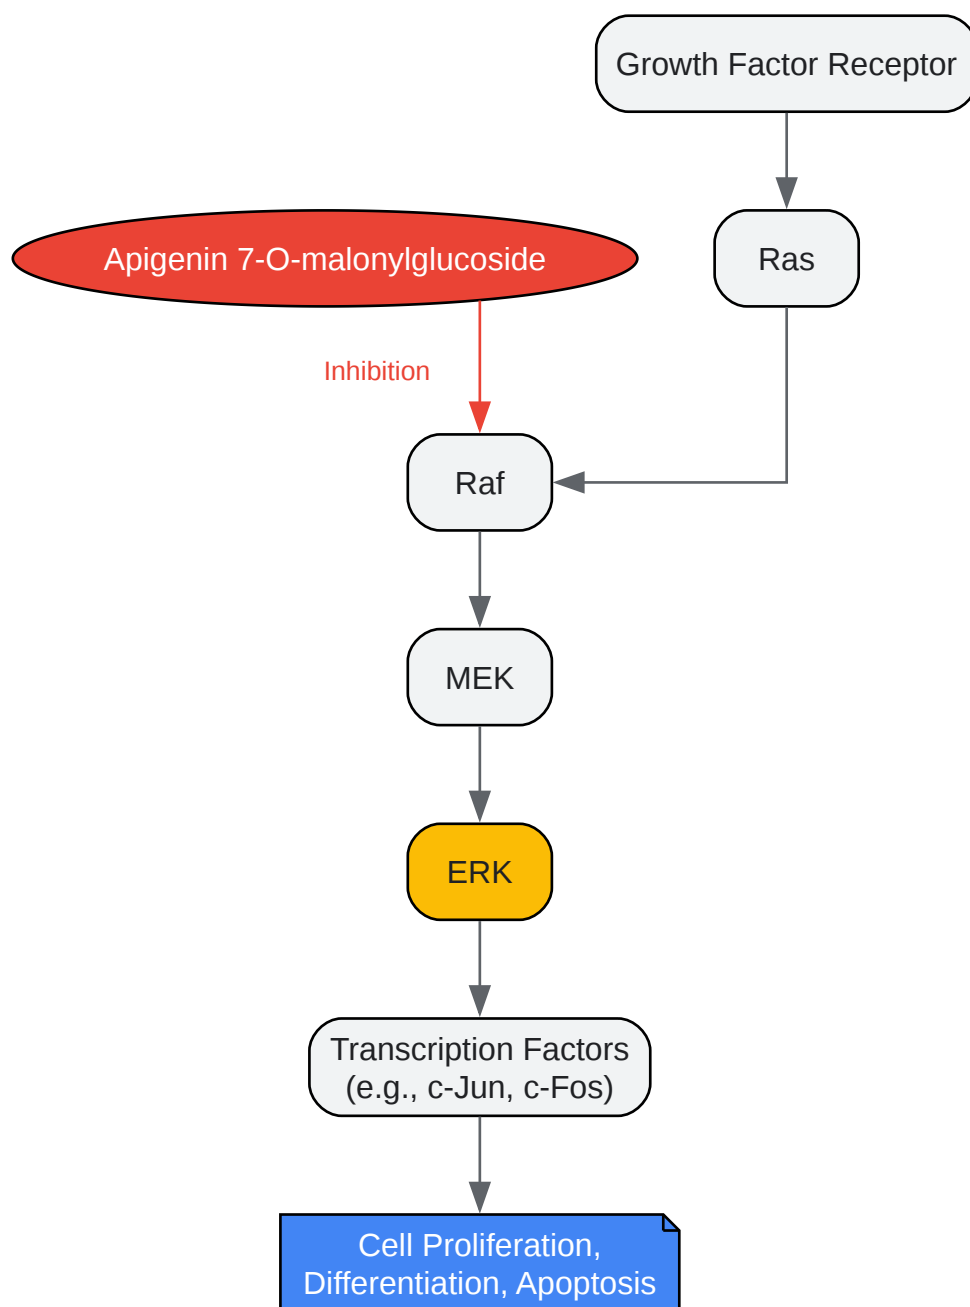 Growth Factor Receptor
Apigenin 7-O-malonylglucoside
Ras
Inhibition
Raf
MEK
ERK
Transcription Factors
(e.g., c-Jun, c-Fos)
Cell Proliferation,
Differentiation, Apoptosis